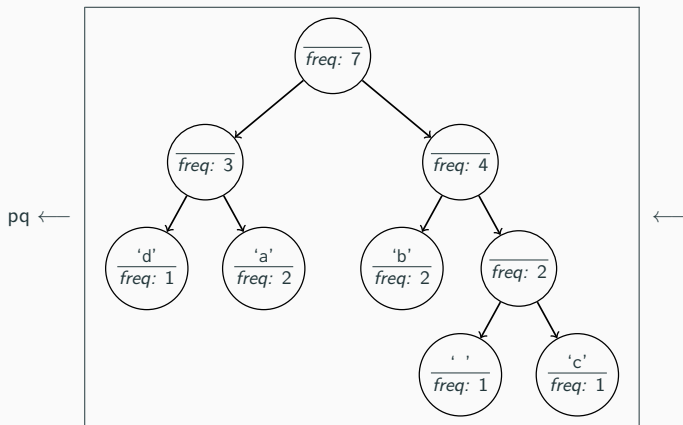 freq: 7
freq: 3
freq: 4
pq ←
←
‘d’
freq: 1
‘a’
freq: 2
‘b’
freq: 2
freq: 2
‘ ’
freq: 1
‘c’
freq: 1